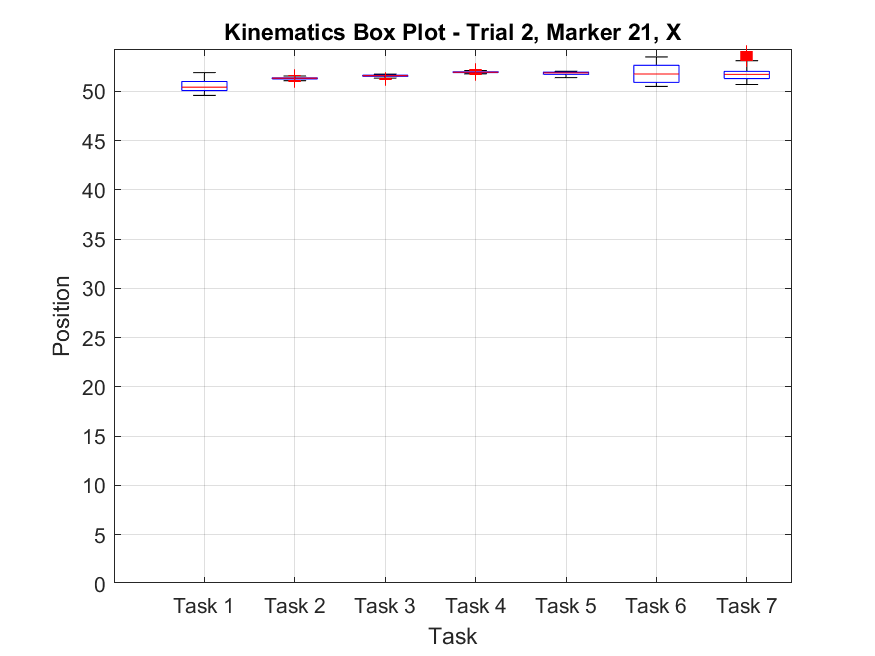 Kinematics Box Plot - Trial 2, Marker 21, X
Position
50
45
40
35
30
25
20
15
10
5
0
Task 1 Task 2 Task 3 Task 4 Task 5 Task 6 Task 7
Task